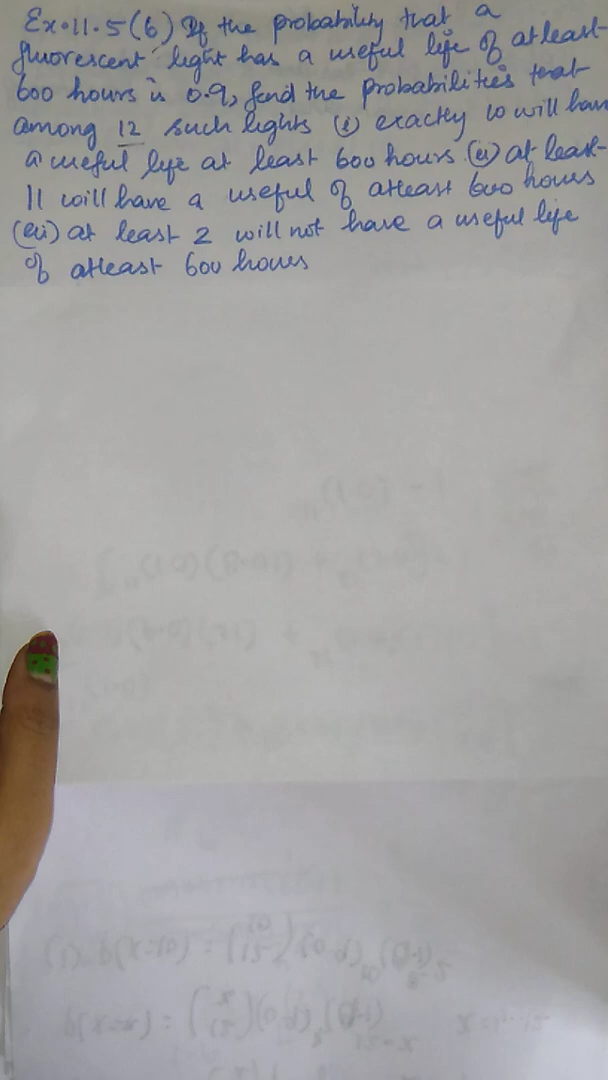 Ex.11.5(6) If the probability that a
fluorescent light has a useful life of atleast
600 hours is 0.9, find the probabilities that
among 12 such lights (i) exactly 10 will have
a useful life at least 600 hours (ii) at least
11 will have a useful of atleast 600 hours
(iii) at least 2 will not have a useful life
of atleast 600 hours